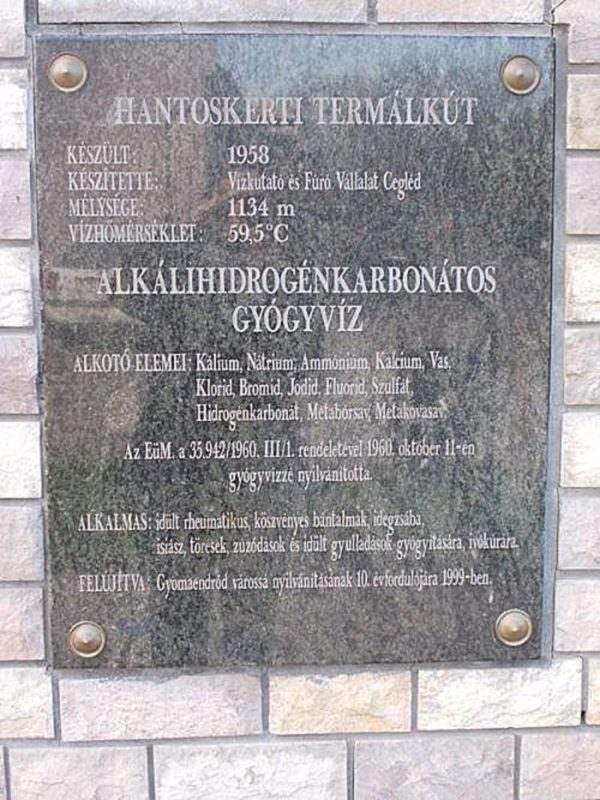 HANTOSKERTI TERMÁLKÚT
KÉSZÜLT: 1958
KÉSZÍTETTE: Vízkutató és Fúró Vállalat Cegléd
MÉLYSÉGE: 1134 m
VÍZHŐMÉRSÉKLET: 59,5°C
ALKÁLIHIDROGÉNKARBONÁTOS
GYÓGYVÍZ
ALKOTÓ ELEMEI: Kálium, Nátrium, Ammónium, Kalcium, Vas.
Klorid, Bromid, Jodid, Fluorid, Szulfát,
Hidrogénkarbonát, Metabórsav, Metakovasav.
Az EüM. a 35.942/1960. III/1. rendeletével 1960. október 11-én
gyógyvízzé nyilvánította.
ALKALMAS: idült rheumatikus, köszvényes bántalmak, idegzsába,
isiász, törések, zúzódások és idült gyulladások gyógyítására, ivókúrára.
FELÚJÍTVA: Gyomaendrőd várossá nyilvánításának 10. évfordulójára 1999-ben.